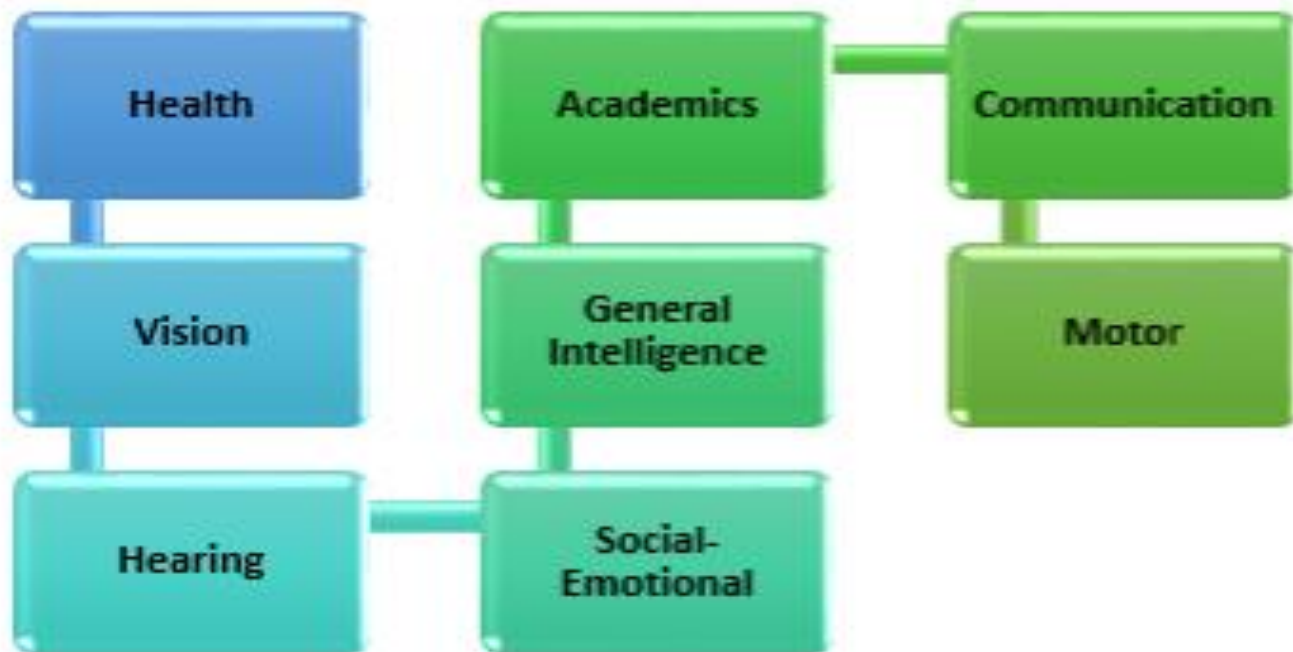 Health
Vision
Hearing
Social-
Emotional
General
Intelligence
Academics
Communication
Motor